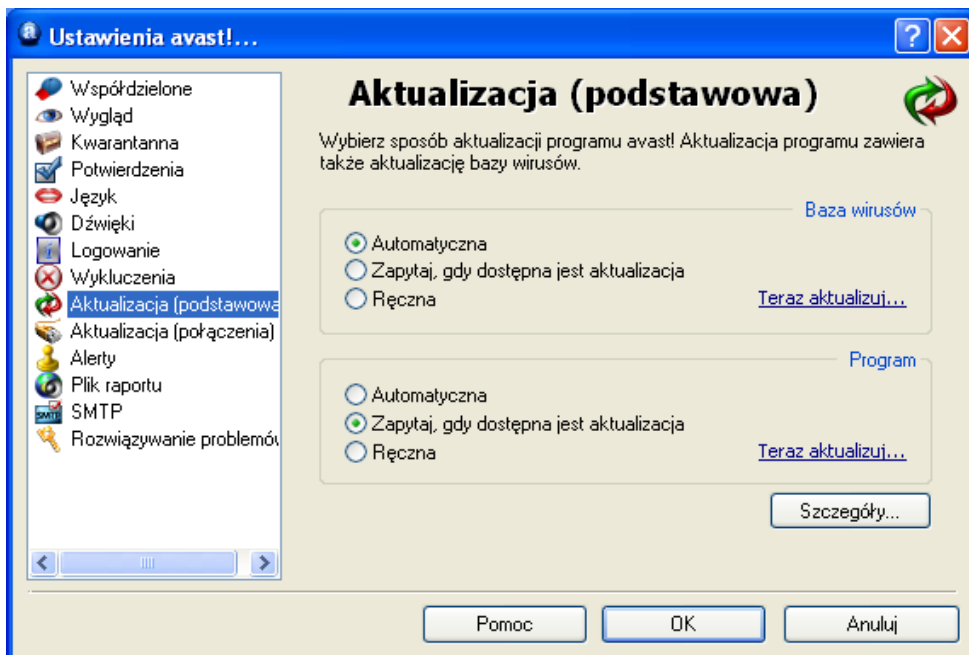 Ustawienia avast!...
Współdzielone
Wygląd
Kwarantanna
Potwierdzenia
Język
Dźwięki
Logowanie
Wykluczenia
Aktualizacja (podstawowa
Aktualizacja (połączenia)
Alerty
Plik raportu
SMTP
Rozwiązywanie problemów
Aktualizacja (podstawowa)
Wybierz sposób aktualizacji programu avast! Aktualizacja programu zawiera
także aktualizację bazy wirusów.
Baza wirusów
Automatyczna
Zapytaj, gdy dostępna jest aktualizacja
Ręczna
Teraz aktualizuj...
Program
Automatyczna
Zapytaj, gdy dostępna jest aktualizacja
Ręczna
Teraz aktualizuj...
Szczegóły...
Pomoc
OK
Anuluj